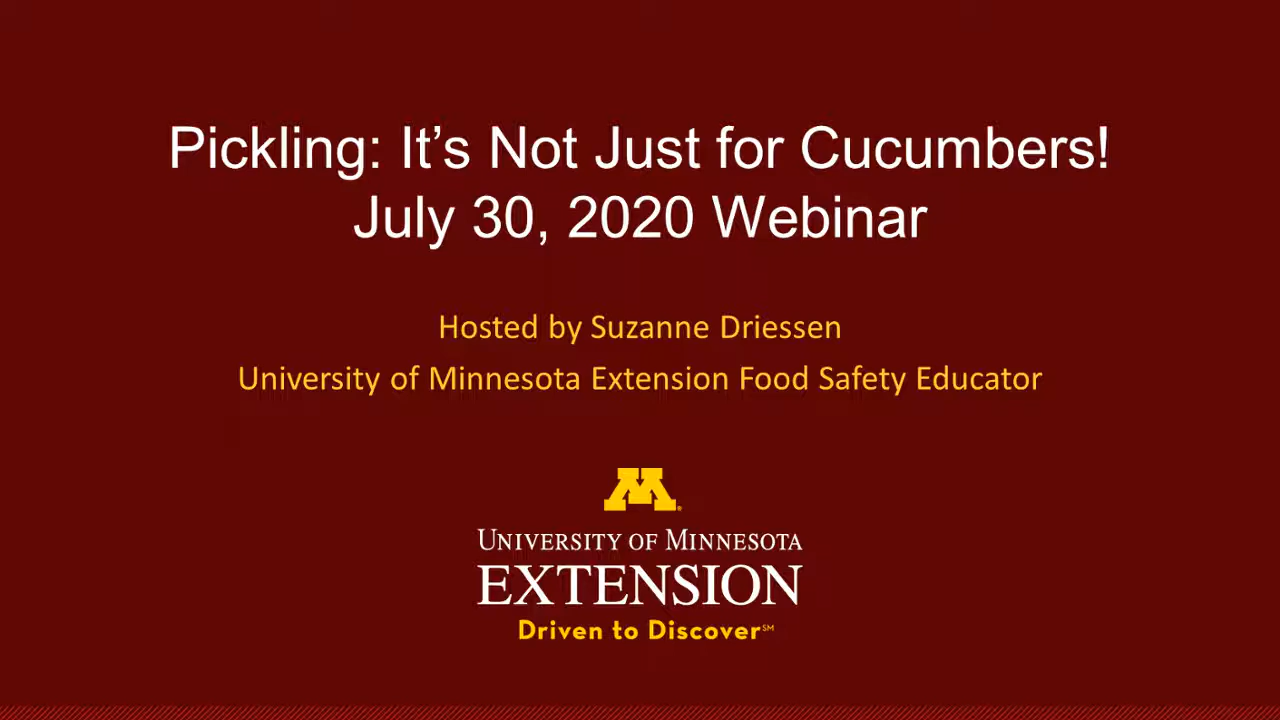 Pickling: It’s Not Just for Cucumbers!
July 30, 2020 Webinar
Hosted by Suzanne Driessen
University of Minnesota Extension Food Safety Educator
M
UNIVERSITY OF MINNESOTA
EXTENSION
Driven to Discover℠